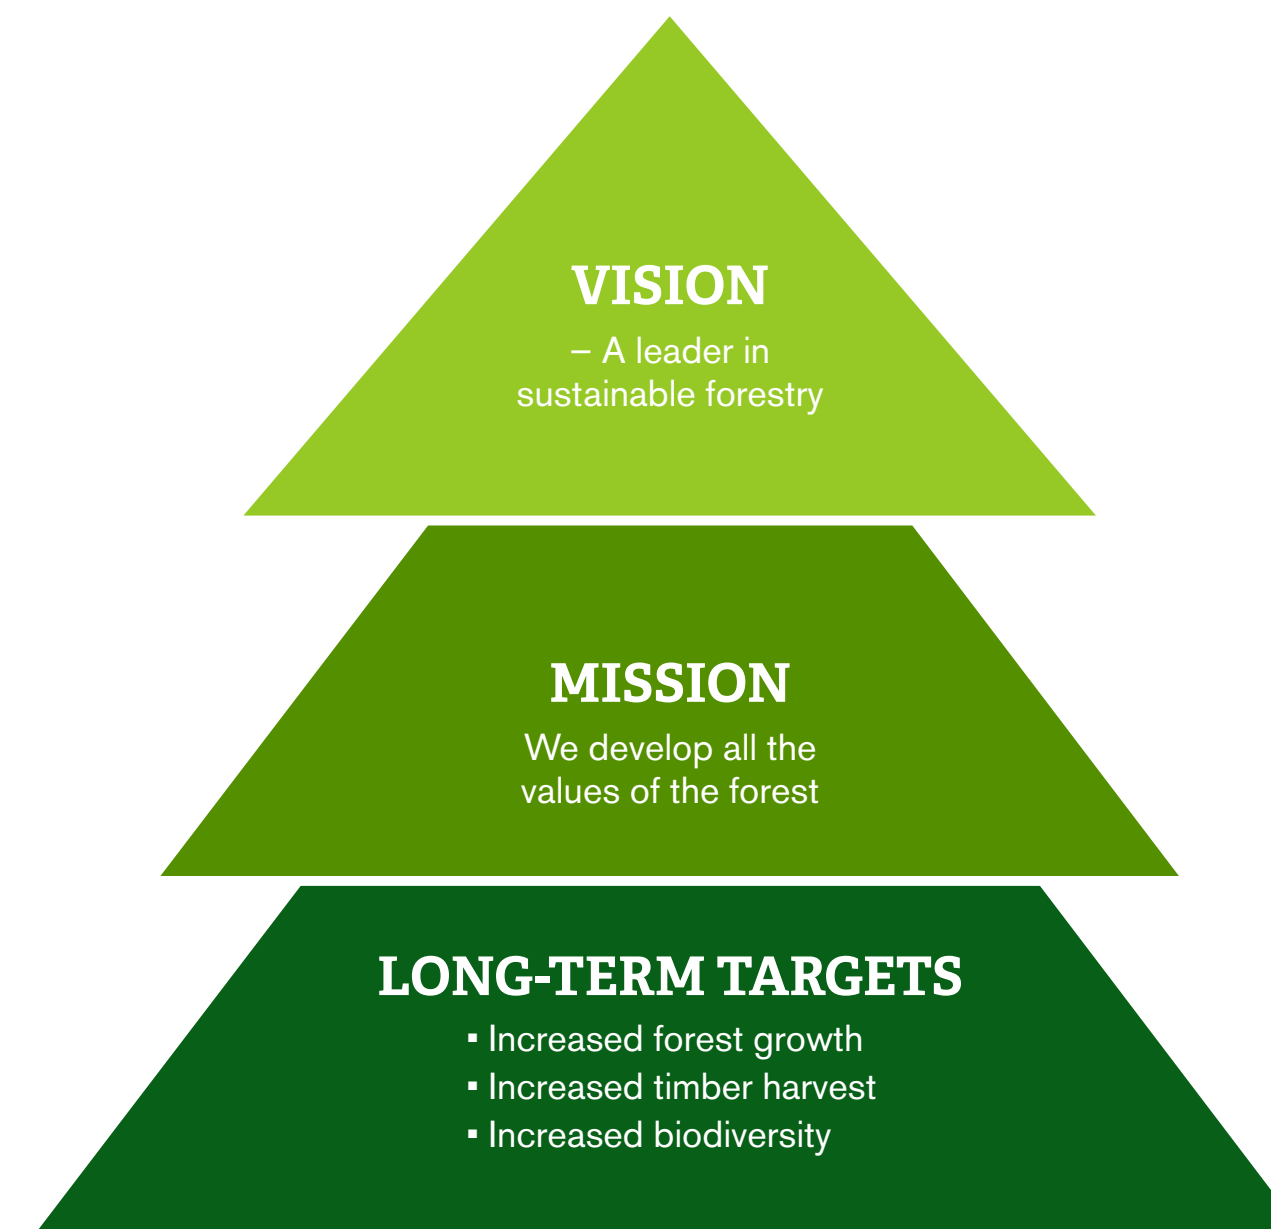 VISION
– A leader in
sustainable forestry
MISSION
We develop all the
values of the forest
LONG-TERM TARGETS
▪ Increased forest growth
▪ Increased timber harvest
▪ Increased biodiversity